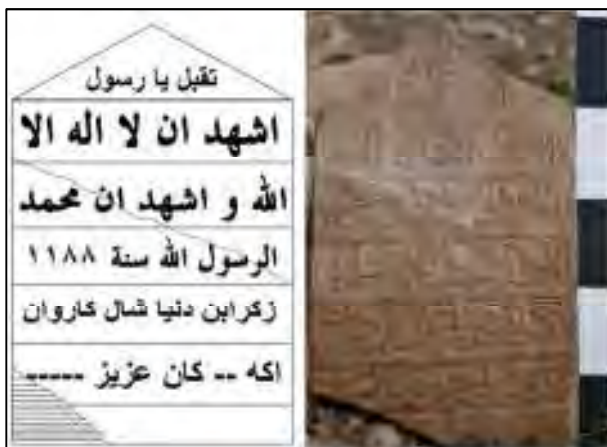 تقبل يا رسول
اشهد ان لا اله الا
الله و اشهد ان محمد
الرسول الله سنة ١١٨٨
زكرابن دنيا شال كاروان
اكه -- كان عزيز -----